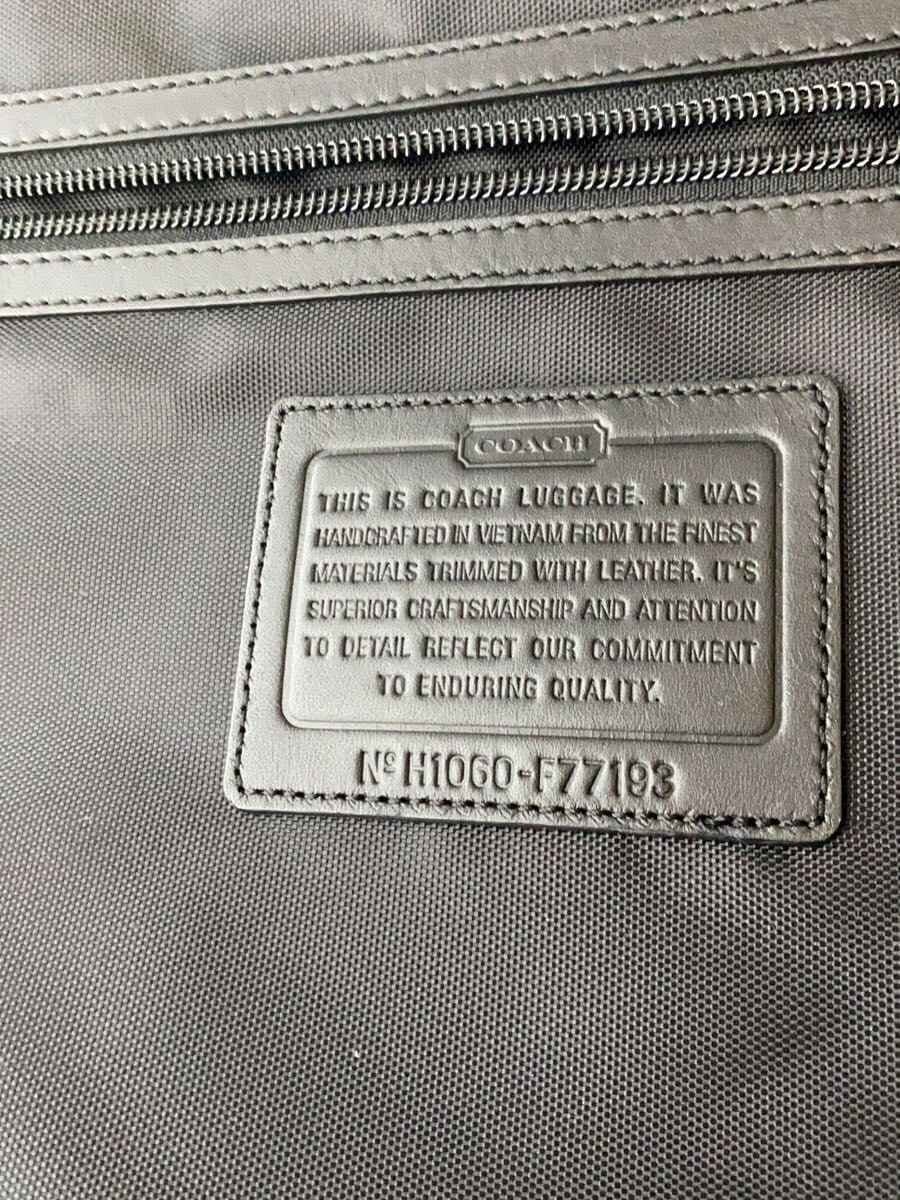 COACH
THIS IS COACH LUGGAGE. IT WAS
HANDCRAFTED IN VIETNAM FROM THE FINEST
MATERIALS TRIMMED WITH LEATHER. IT'S
SUPERIOR CRAFTSMANSHIP AND ATTENTION
TO DETAIL REFLECT OUR COMMITMENT
TO ENDURING QUALITY.
Nº H1060-F77193